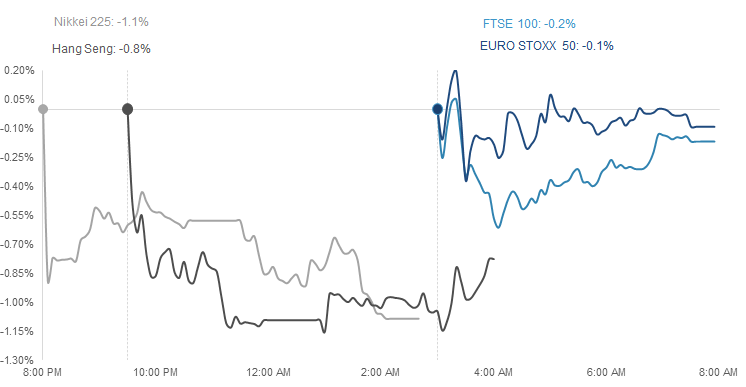 Nikkei 225: -1.1%
Hang Seng: -0.8%
FTSE 100: -0.2%
EURO STOXX 50: -0.1%
0.20%
0.05%
-0.10%
-0.25%
-0.40%
-0.55%
-0.70%
-0.85%
-1.00%
-1.15%
-1.30%
8:00 PM 10:00 PM 12:00 AM 2:00 AM 4:00 AM 6:00 AM 8:00 AM